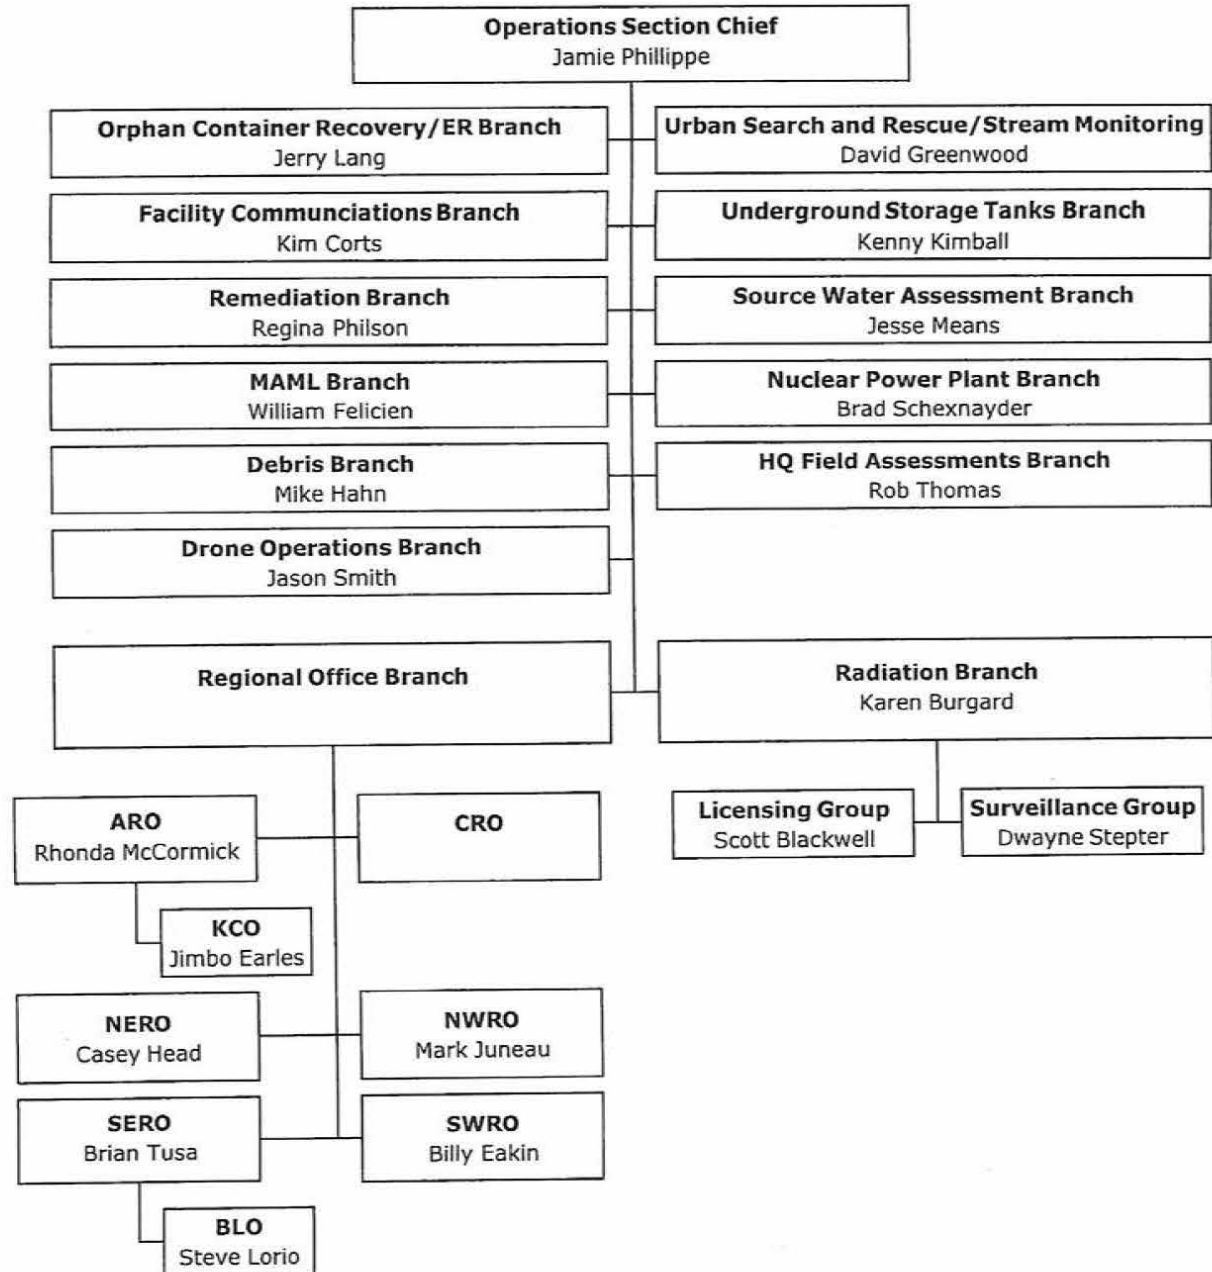 Operations Section Chief
Jamie Phillippe
Orphan Container Recovery/ER Branch
Jerry Lang
Urban Search and Rescue/Stream Monitoring
David Greenwood
Facility Communciations Branch
Kim Corts
Underground Storage Tanks Branch
Kenny Kimball
Remediation Branch
Regina Philson
Source Water Assessment Branch
Jesse Means
MAML Branch
William Felicien
Nuclear Power Plant Branch
Brad Schexnayder
Debris Branch
Mike Hahn
HQ Field Assessments Branch
Rob Thomas
Drone Operations Branch
Jason Smith
Regional Office Branch
Radiation Branch
Karen Burgard
ARO
Rhonda McCormick
CRO
Licensing Group
Scott Blackwell
Surveillance Group
Dwayne Stepter
KCO
Jimbo Earles
NERO
Casey Head
NWRO
Mark Juneau
SERO
Brian Tusa
SWRO
Billy Eakin
BLO
Steve Lorio